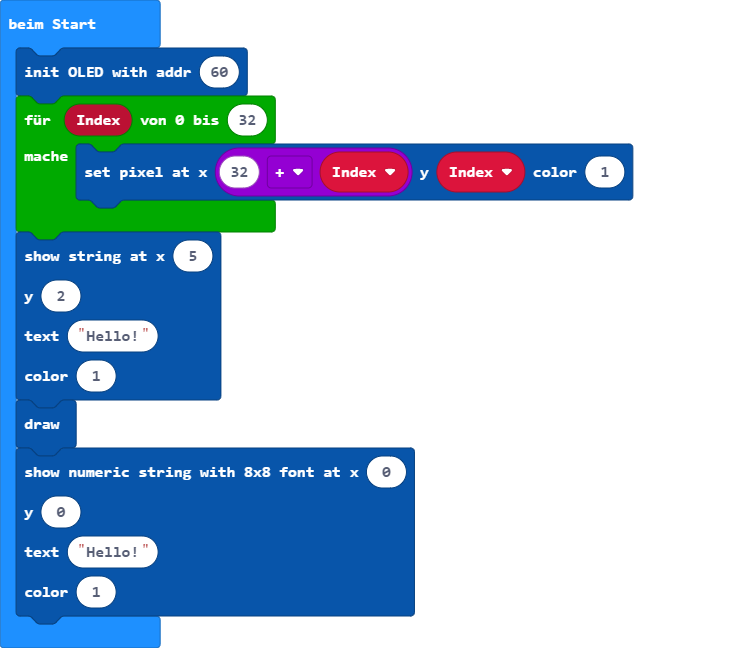 beim Start
init OLED with addr 60
für Index von 0 bis 32
mache set pixel at x 32 + Index y Index color 1
show string at x 5
y 2
text "Hello!"
color 1
draw
show numeric string with 8x8 font at x 0
y 0
text "Hello!"
color 1